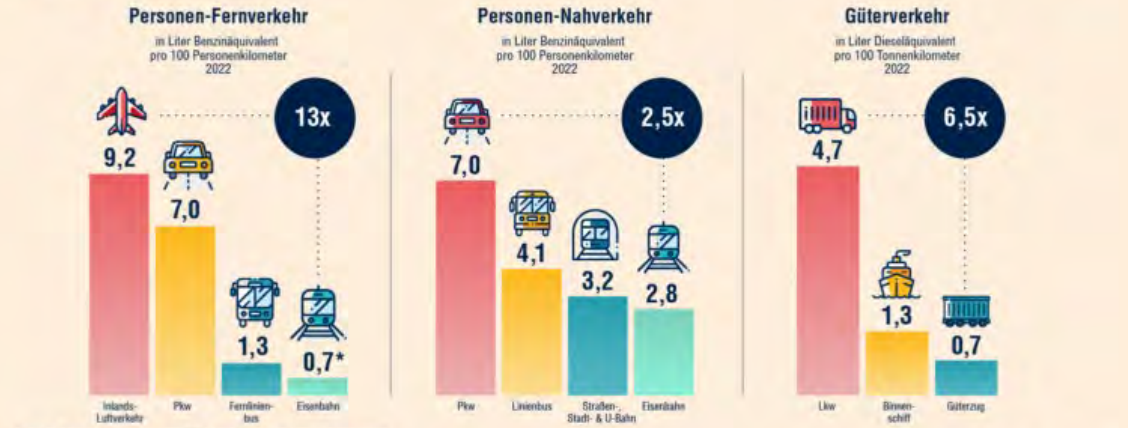 Personen-Fernverkehr
in Liter Benzinäquivalent
pro 100 Personenkilometer
2022
13x
9,2
7,0
1,3
0,7*
Inlands-
Luftverkehr
Pkw
Fernlinien-
bus
Eisenbahn
Personen-Nahverkehr
in Liter Benzinäquivalent
pro 100 Personenkilometer
2022
2,5x
7,0
4,1
3,2
2,8
Pkw
Linienbus
Straßen-,
Stadt- & U-Bahn
Eisenbahn
Güterverkehr
in Liter Dieseläquivalent
pro 100 Tonnenkilometer
2022
6,5x
4,7
1,3
0,7
Lkw
Binnen-
schiff
Güterzug